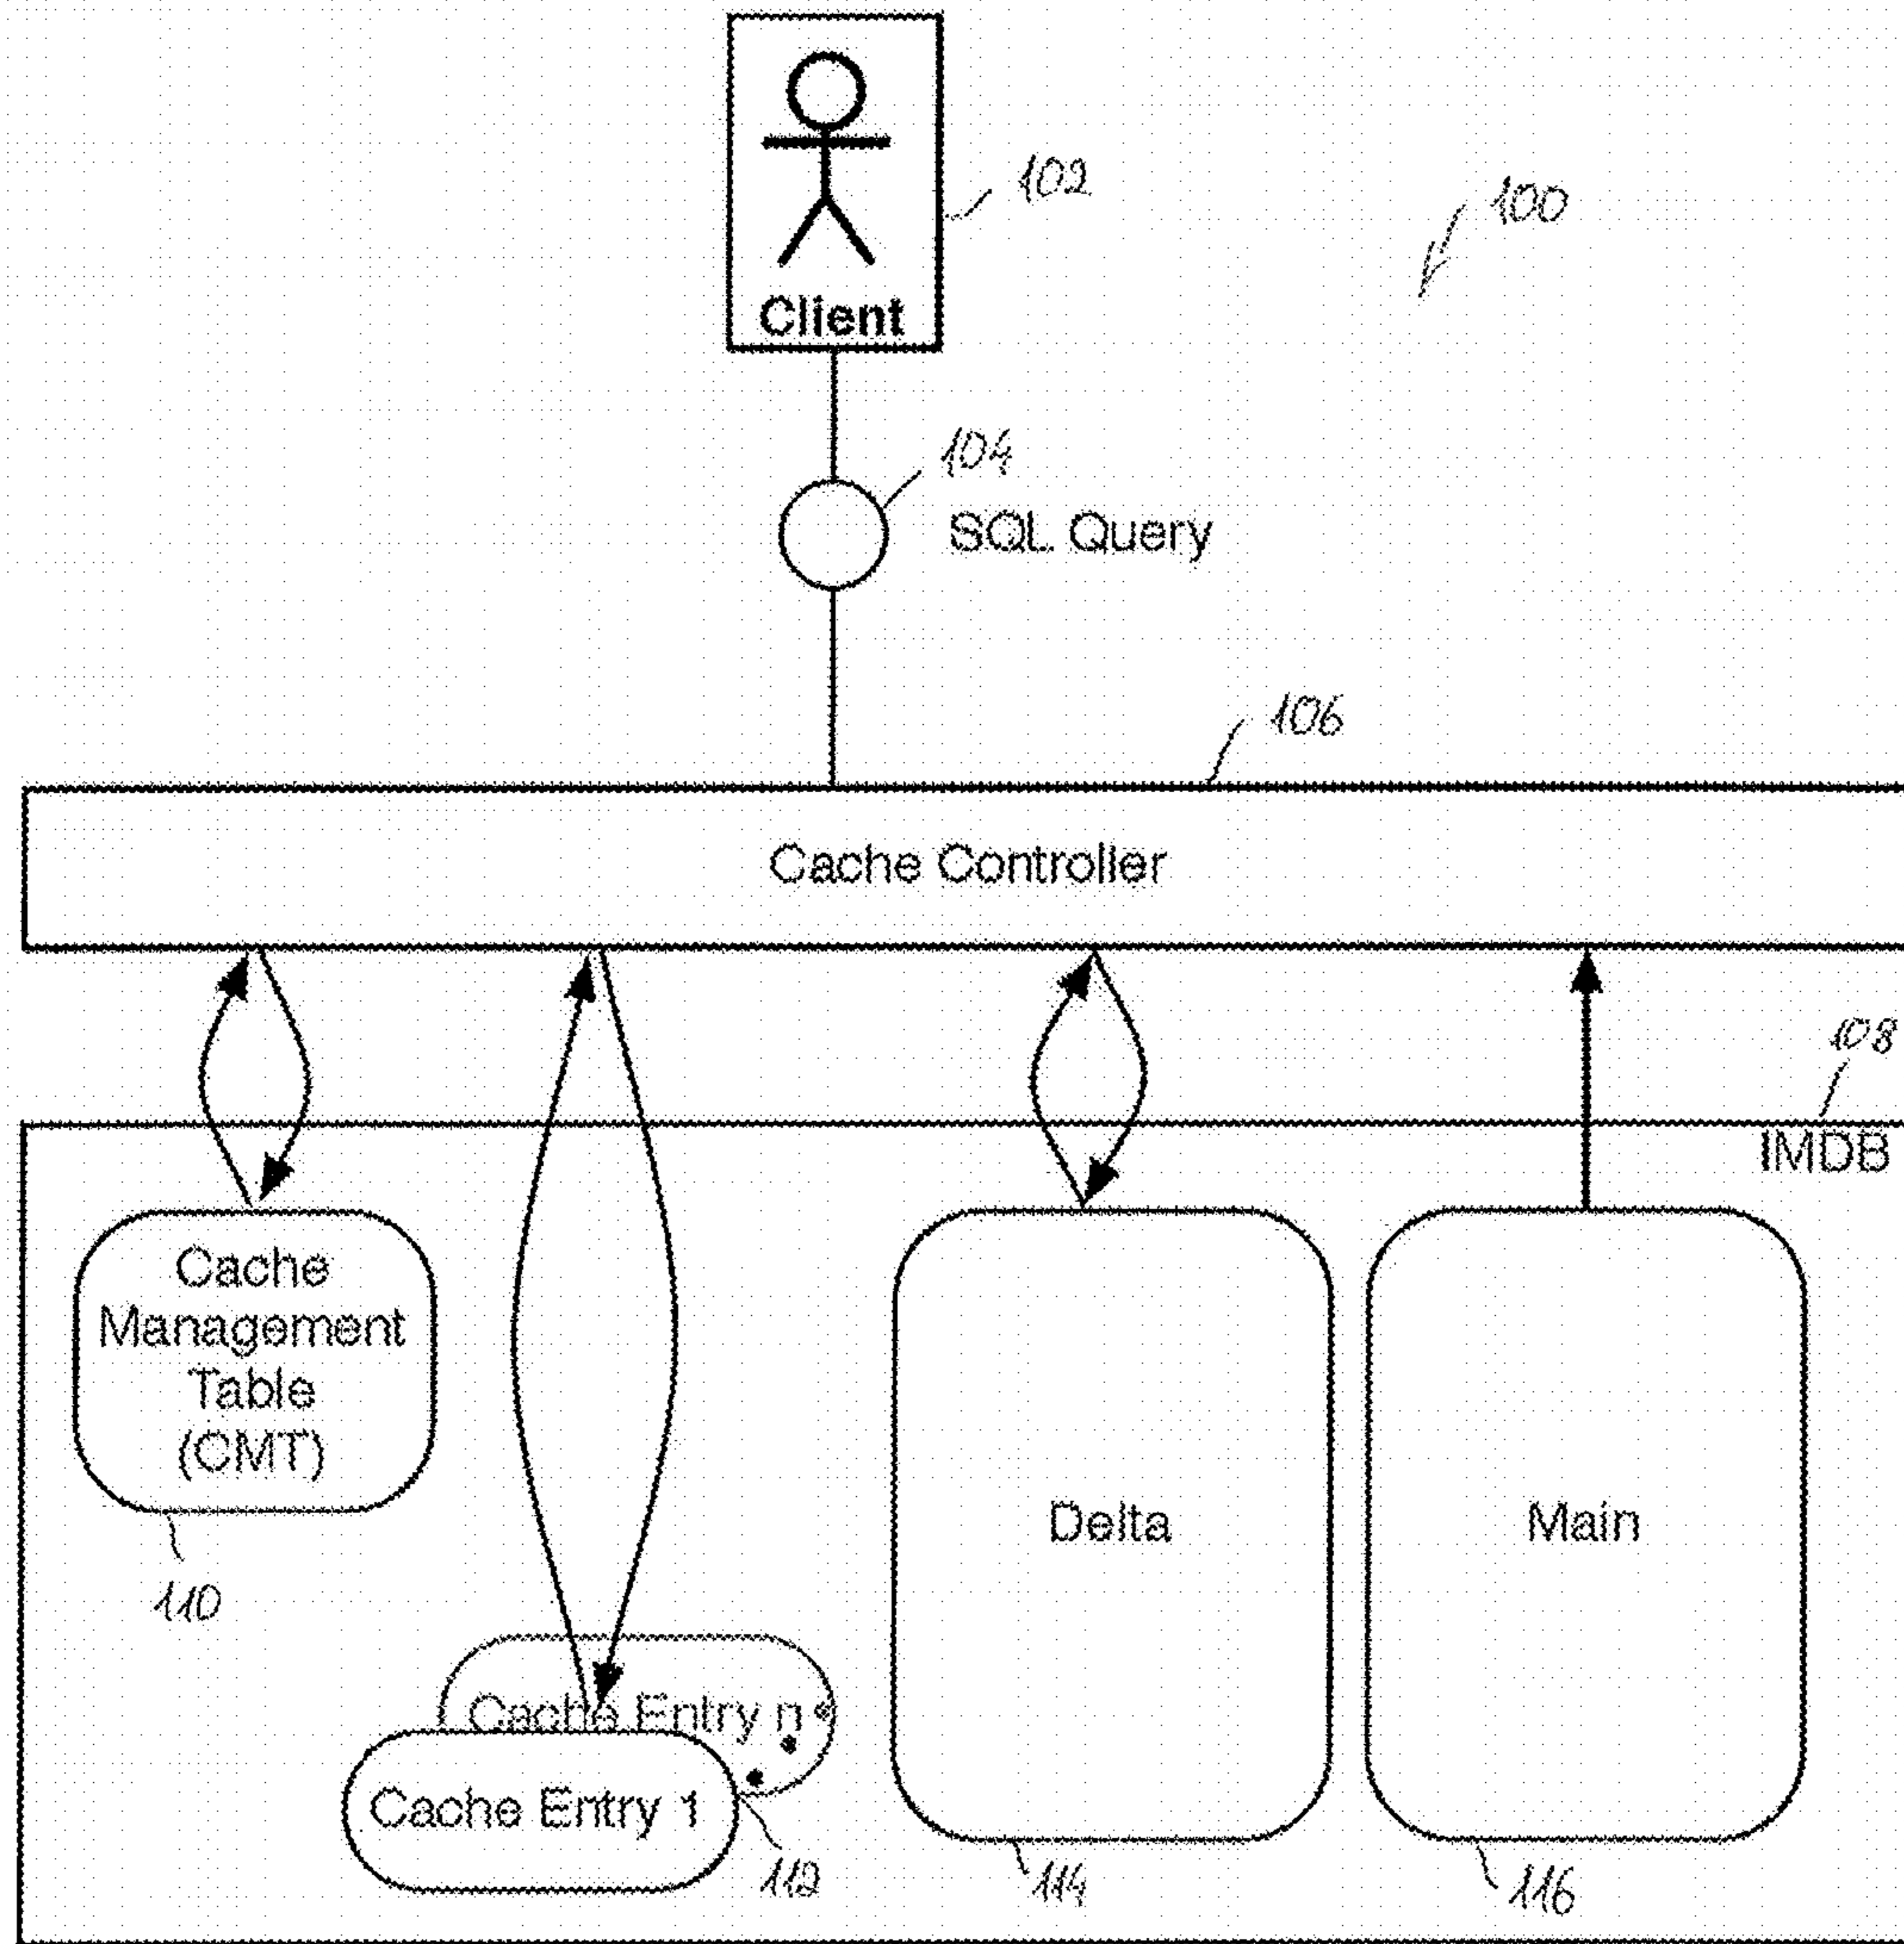 102
100
Client
104
SQL Query
106
Cache Controller
108
IMDB
Cache
Management
Table
(CMT)
110
Delta
Main
Cache Entry n
Cache Entry 1
112
114
116